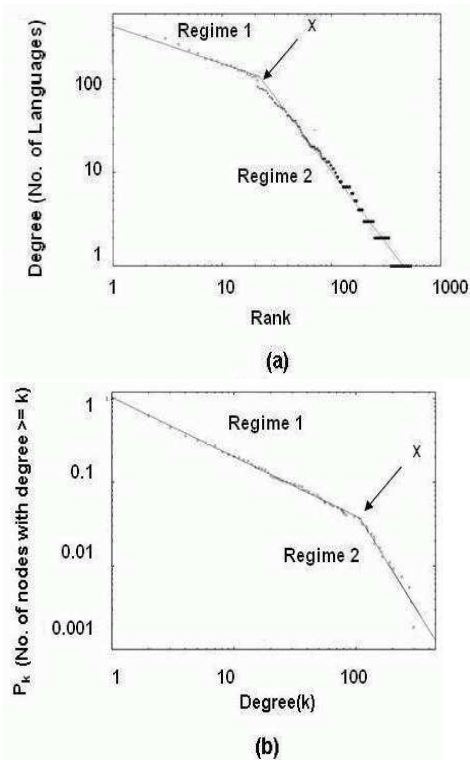 Regime 1
X
100
Regime 2
10
1
Degree (No. of Languages)
1
10
100
1000
Rank
(a)
1
Regime 1
X
0.1
Regime 2
0.01
0.001
P_k (No. of nodes with degree >= k)
1
10
100
Degree(k)
(b)